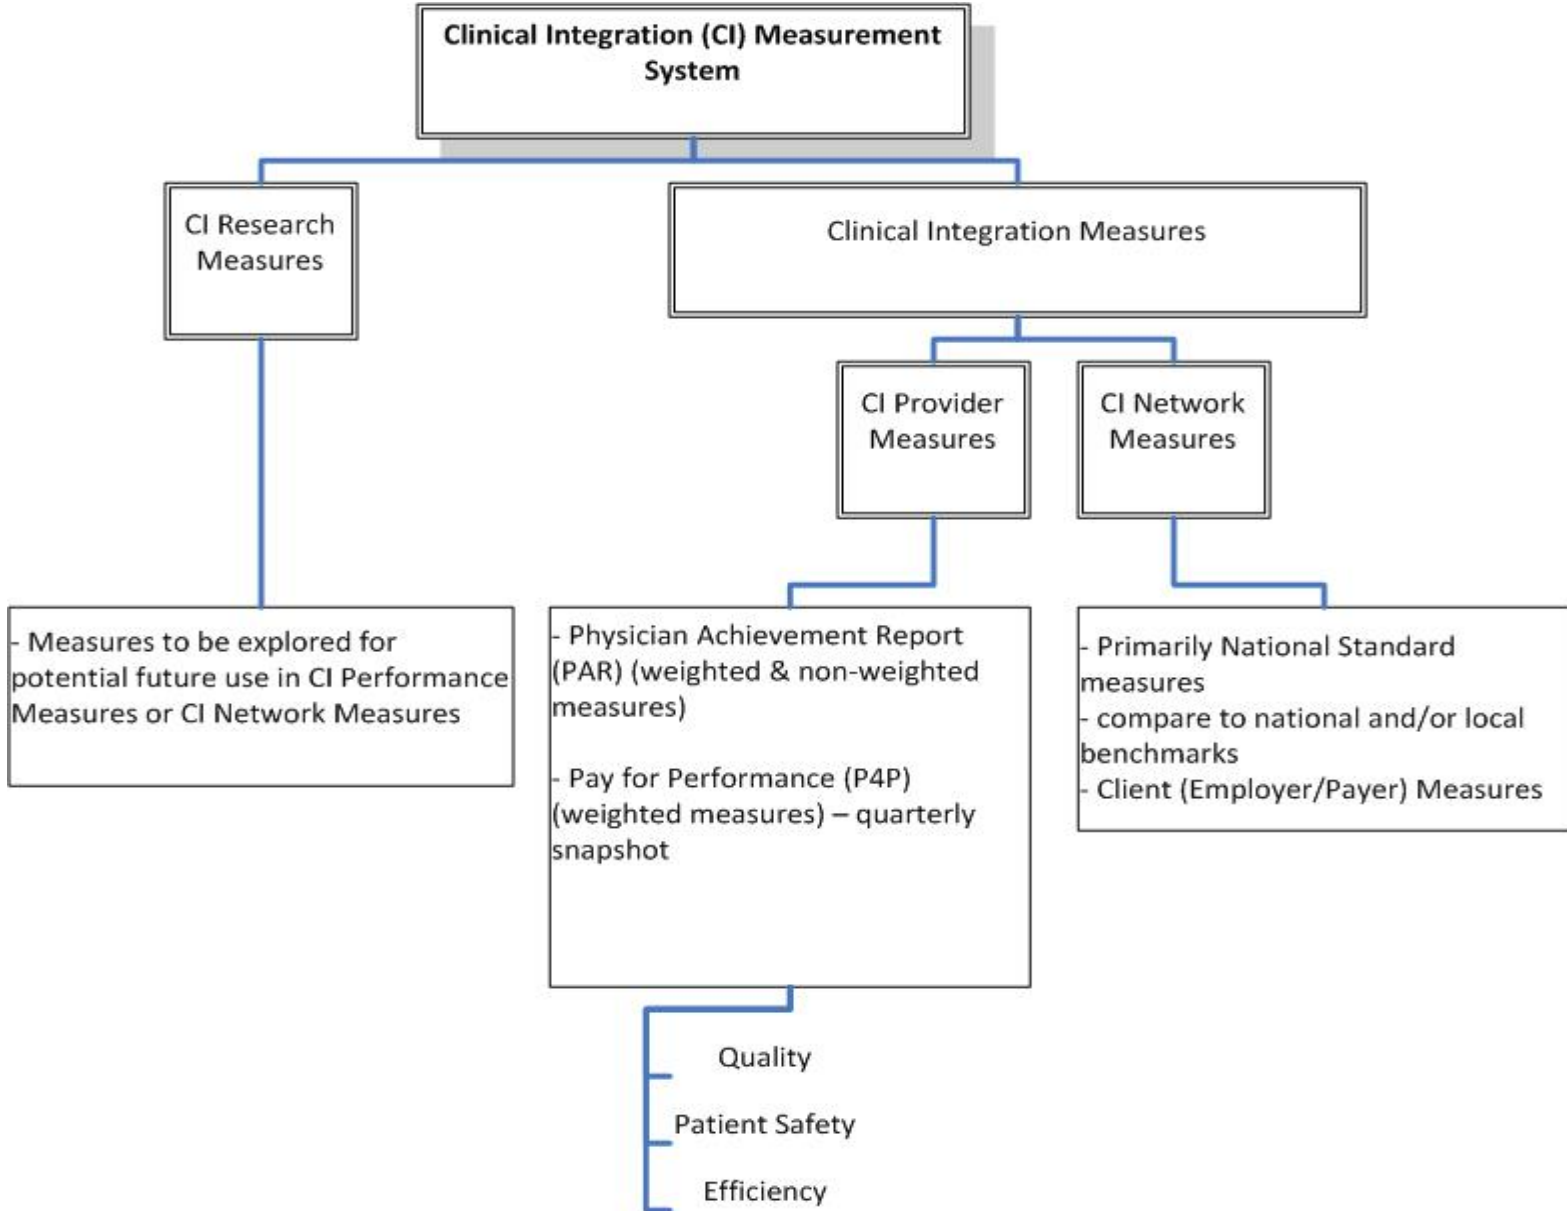 Clinical Integration (CI) Measurement
System
CI Research
Measures
Clinical Integration Measures
CI Provider
Measures
CI Network
Measures
- Measures to be explored for
potential future use in CI Performance
Measures or CI Network Measures
- Physician Achievement Report
(PAR) (weighted & non-weighted
measures)
- Pay for Performance (P4P)
(weighted measures) – quarterly
snapshot
- Primarily National Standard
measures
- compare to national and/or local
benchmarks
- Client (Employer/Payer) Measures
Quality
Patient Safety
Efficiency